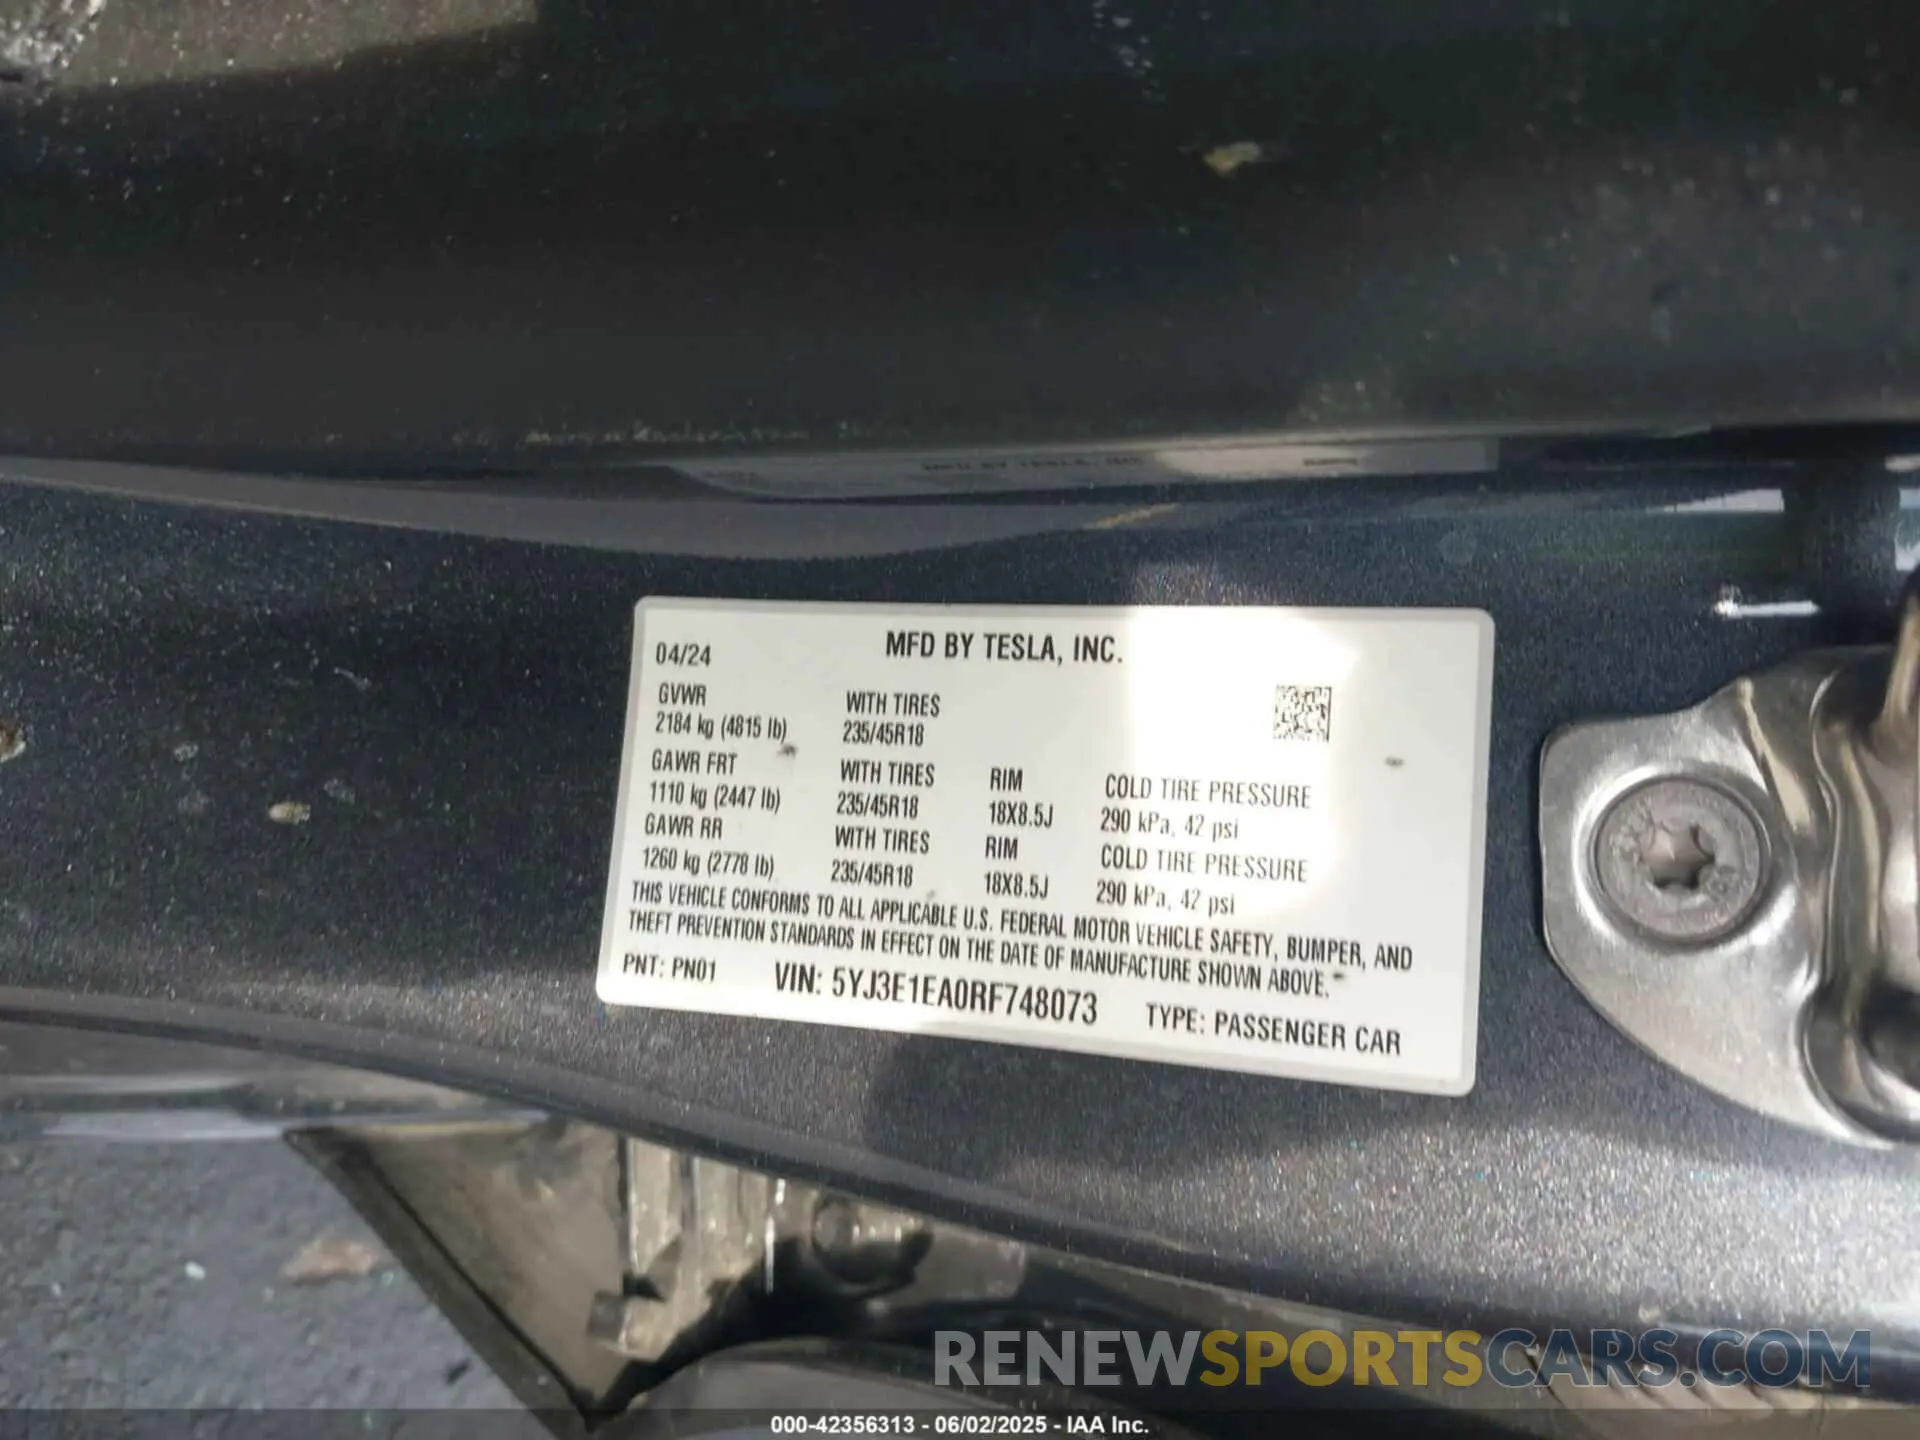 04/24
MFD BY TESLA, INC.
GVWR
2184 kg (4815 lb)
WITH TIRES
235/45R18
GAWR FRT
1110 kg (2447 lb)
WITH TIRES
235/45R18
RIM
18X8.5J
COLD TIRE PRESSURE
290 kPa, 42 psi
GAWR RR
1260 kg (2778 lb)
WITH TIRES
235/45R18
RIM
18X8.5J
COLD TIRE PRESSURE
290 kPa, 42 psi
THIS VEHICLE CONFORMS TO ALL APPLICABLE U.S. FEDERAL MOTOR VEHICLE SAFETY, BUMPER, AND
THEFT PREVENTION STANDARDS IN EFFECT ON THE DATE OF MANUFACTURE SHOWN ABOVE.
PNT: PN01
VIN: 5YJ3E1EA0RF748073
TYPE: PASSENGER CAR
RENEWSPORTSCARS.COM
000-42356313 - 06/02/2025 - IAA Inc.